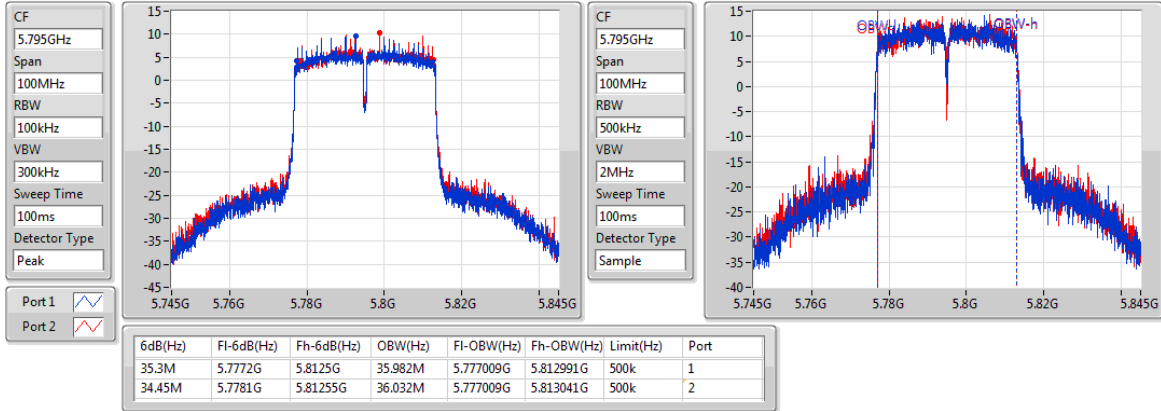 CF
5.795GHz
Span
100MHz
RBW
100kHz
VBW
300kHz
Sweep Time
100ms
Detector Type
Peak
Port 1
Port 2
15
10
5
0
-5
-10
-15
-20
-25
-30
-35
-40
-45
5.745G 5.76G 5.78G 5.8G 5.82G 5.845G
CF
5.795GHz
Span
100MHz
RBW
500kHz
VBW
2MHz
Sweep Time
100ms
Detector Type
Sample
15
10
5
0
-5
-10
-15
-20
-25
-30
-35
-40
OBW-h
5.745G 5.76G 5.78G 5.8G 5.82G 5.845G
6dB(Hz) Fl-6dB(Hz) Fh-6dB(Hz) OBW(Hz) Fl-OBW(Hz) Fh-OBW(Hz) Limit(Hz) Port
35.3M 5.7772G 5.8125G 35.982M 5.777009G 5.812991G 500k 1
34.45M 5.7781G 5.81255G 36.032M 5.777009G 5.813041G 500k 2